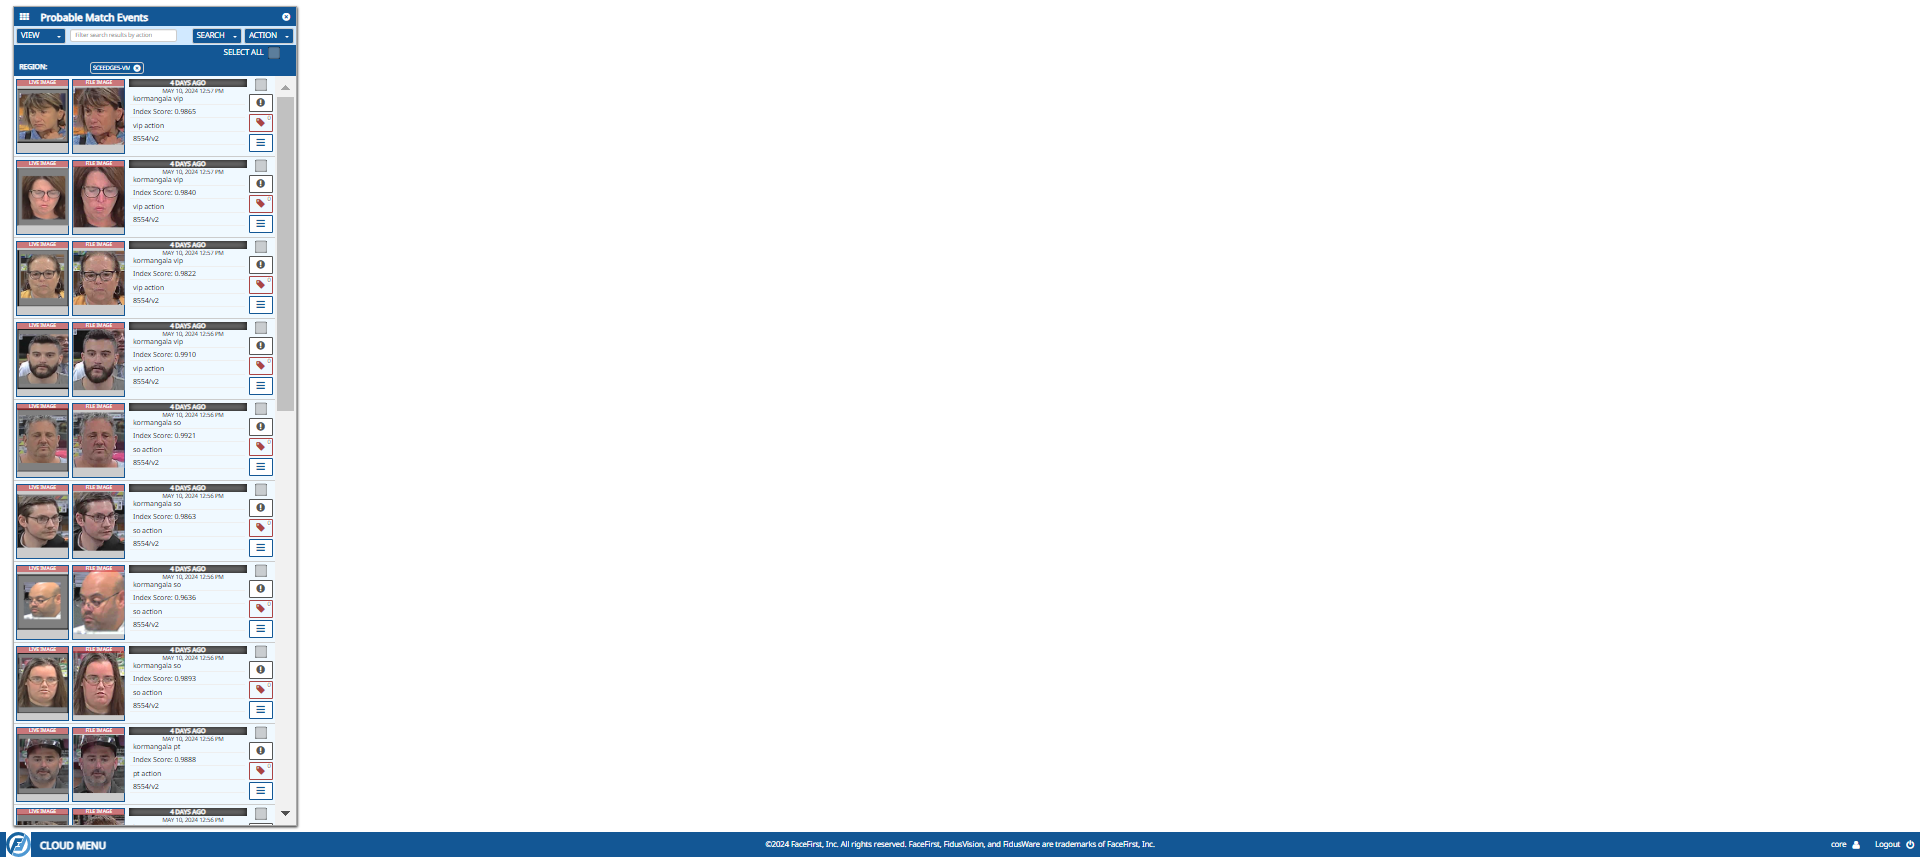 Probable Match Events
VIEW
Filter search results by action
SEARCH
ACTION
SELECT ALL
REGION:
SCEEDGES-VM
LIVE IMAGE
FILE IMAGE
4 DAYS AGO
MAY 10, 2024 12:57 PM
kormangala vip
Index Score: 0.9865
vip action
8554/v2
0
LIVE IMAGE
FILE IMAGE
4 DAYS AGO
MAY 10, 2024 12:57 PM
kormangala vip
Index Score: 0.9840
vip action
8554/v2
0
LIVE IMAGE
FILE IMAGE
4 DAYS AGO
MAY 10, 2024 12:57 PM
kormangala vip
Index Score: 0.9822
vip action
8554/v2
0
LIVE IMAGE
FILE IMAGE
4 DAYS AGO
MAY 10, 2024 12:56 PM
kormangala vip
Index Score: 0.9910
vip action
8554/v2
0
LIVE IMAGE
FILE IMAGE
4 DAYS AGO
MAY 10, 2024 12:56 PM
kormangala so
Index Score: 0.9921
so action
8554/v2
0
LIVE IMAGE
FILE IMAGE
4 DAYS AGO
MAY 10, 2024 12:56 PM
kormangala so
Index Score: 0.9863
so action
8554/v2
0
LIVE IMAGE
FILE IMAGE
4 DAYS AGO
MAY 10, 2024 12:56 PM
kormangala so
Index Score: 0.9636
so action
8554/v2
0
LIVE IMAGE
FILE IMAGE
4 DAYS AGO
MAY 10, 2024 12:56 PM
kormangala so
Index Score: 0.9893
so action
8554/v2
0
LIVE IMAGE
FILE IMAGE
4 DAYS AGO
MAY 10, 2024 12:56 PM
kormangala pt
Index Score: 0.9888
pt action
8554/v2
0
LIVE IMAGE
FILE IMAGE
4 DAYS AGO
MAY 10, 2024 12:56 PM
CLOUD MENU
©2024 FaceFirst, Inc. All rights reserved. FaceFirst, FidusVision, and FidusWare are trademarks of FaceFirst, Inc.
core
Logout